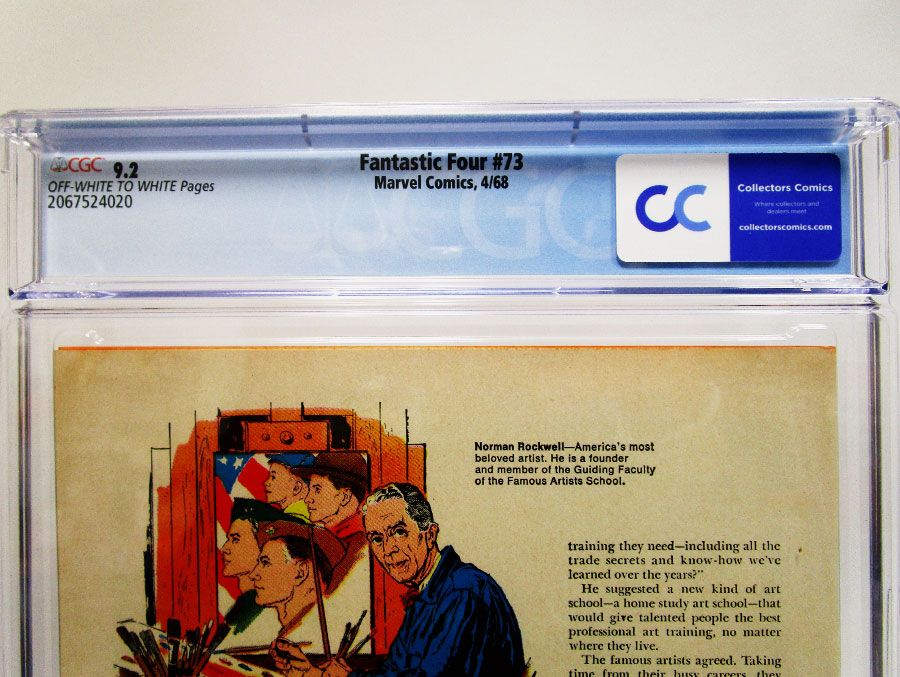 CGC 9.2
OFF-WHITE TO WHITE Pages
2067524020
Fantastic Four #73
Marvel Comics, 4/68
CGC
CC
Collectors Comics
Where collectors and
dealers meet
collectorscomics.com
Norman Rockwell—America's most
beloved artist. He is a founder
and member of the Guiding Faculty
of the Famous Artists School.
training they need—including all the
trade secrets and know-how we've
learned over the years?"
He suggested a new kind of art
school—a home study art school—that
would give talented people the best
professional art training, no matter
where they live.
The famous artists agreed. Taking
time from their busy careers, they